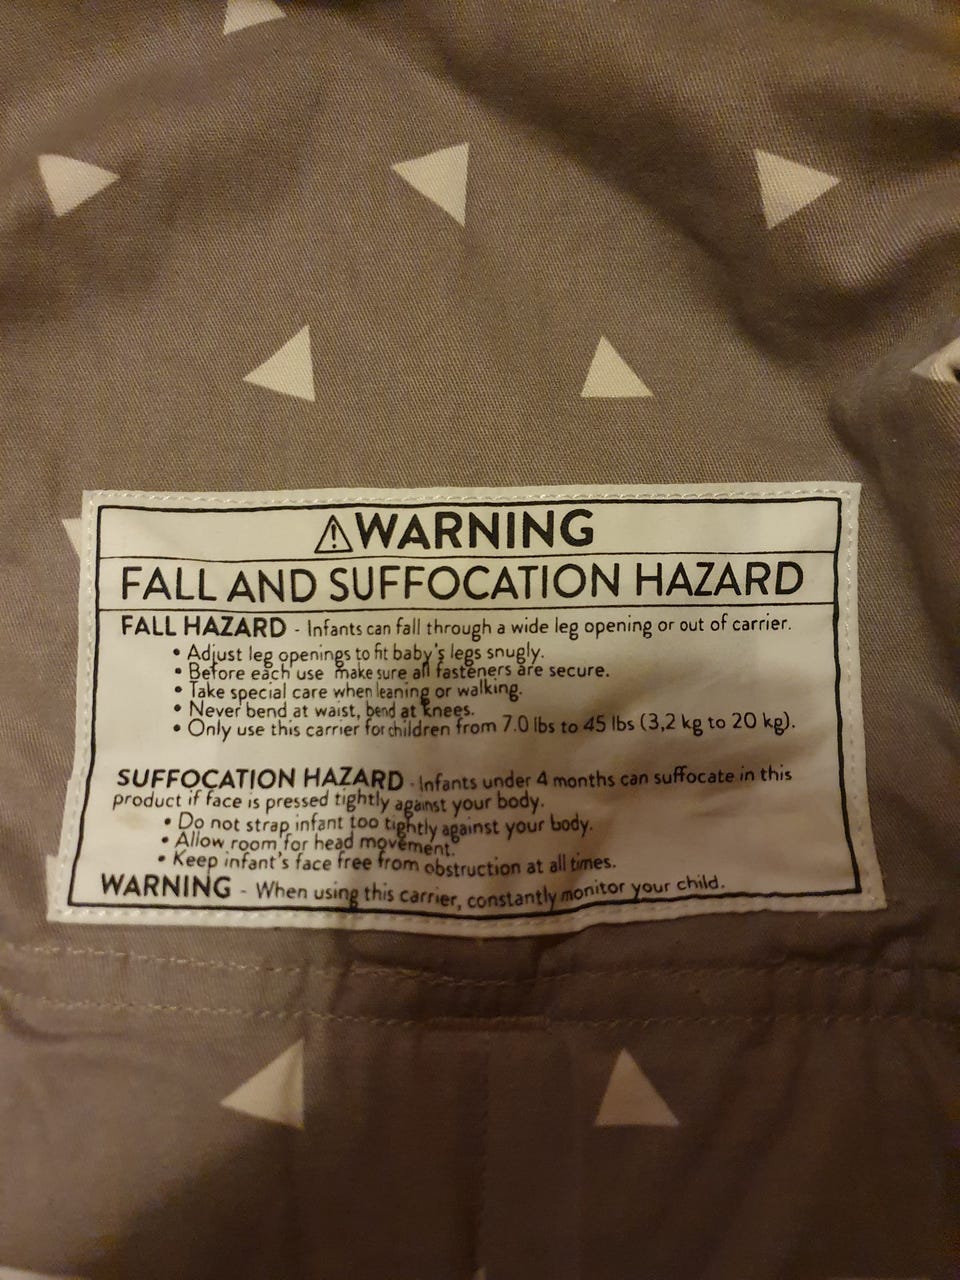 ⚠WARNING
FALL AND SUFFOCATION HAZARD
FALL HAZARD - Infants can fall through a wide leg opening or out of carrier.
• Adjust leg openings to fit baby's legs snugly.
• Before each use make sure all fasteners are secure.
• Take special care when leaning or walking.
• Never bend at waist, bend at knees.
• Only use this carrier for children from 7.0 lbs to 45 lbs (3,2 kg to 20 kg).
SUFFOCATION HAZARD - Infants under 4 months can suffocate in this
product if face is pressed tightly against your body.
• Do not strap infant too tightly against your body.
• Allow room for head movement.
• Keep infant's face free from obstruction at all times.
WARNING - When using this carrier, constantly monitor your child.